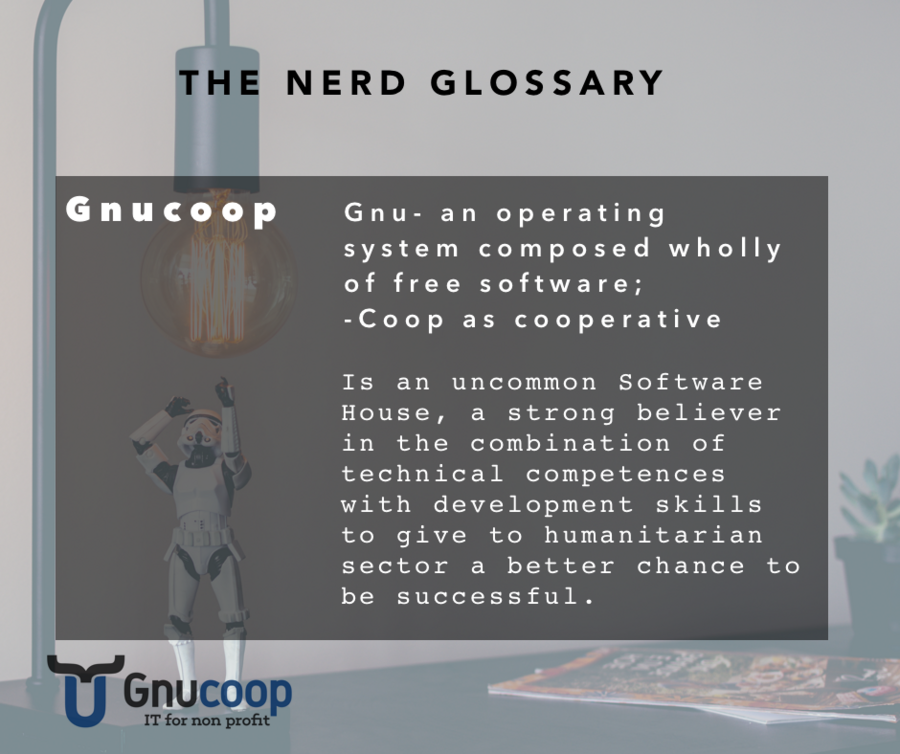 THE NERD GLOSSARY
Gnucoop
Gnu- an operating
system composed wholly
of free software;
-Coop as cooperative
Is an uncommon Software
House, a strong believer
in the combination of
technical competences
with development skills
to give to humanitarian
sector a better chance to
be successful.
Gnucoop
IT for non profit